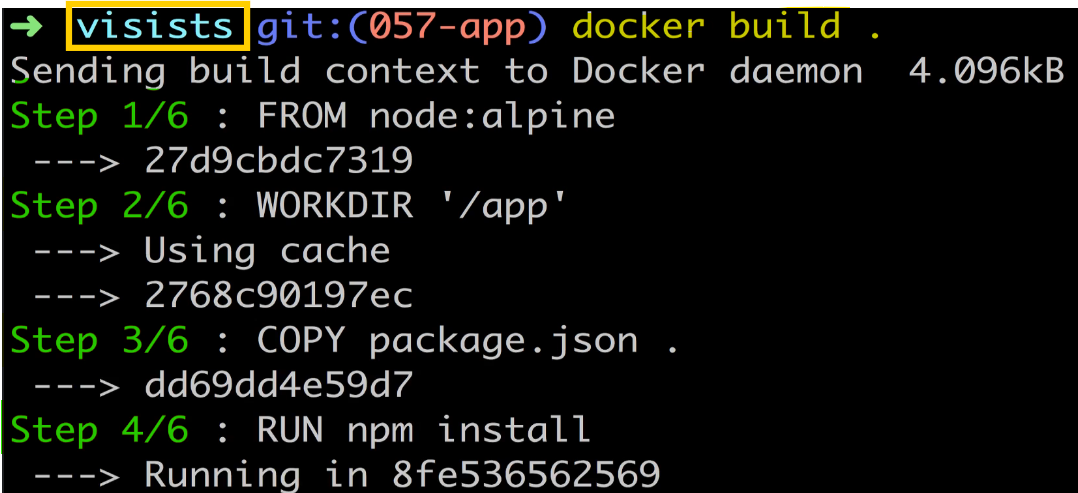 ➜ visists git:(057-app) docker build .
Sending build context to Docker daemon  4.096kB
Step 1/6 : FROM node:alpine
 ---> 27d9cbdc7319
Step 2/6 : WORKDIR '/app'
 ---> Using cache
 ---> 2768c90197ec
Step 3/6 : COPY package.json .
 ---> dd69dd4e59d7
Step 4/6 : RUN npm install
 ---> Running in 8fe536562569